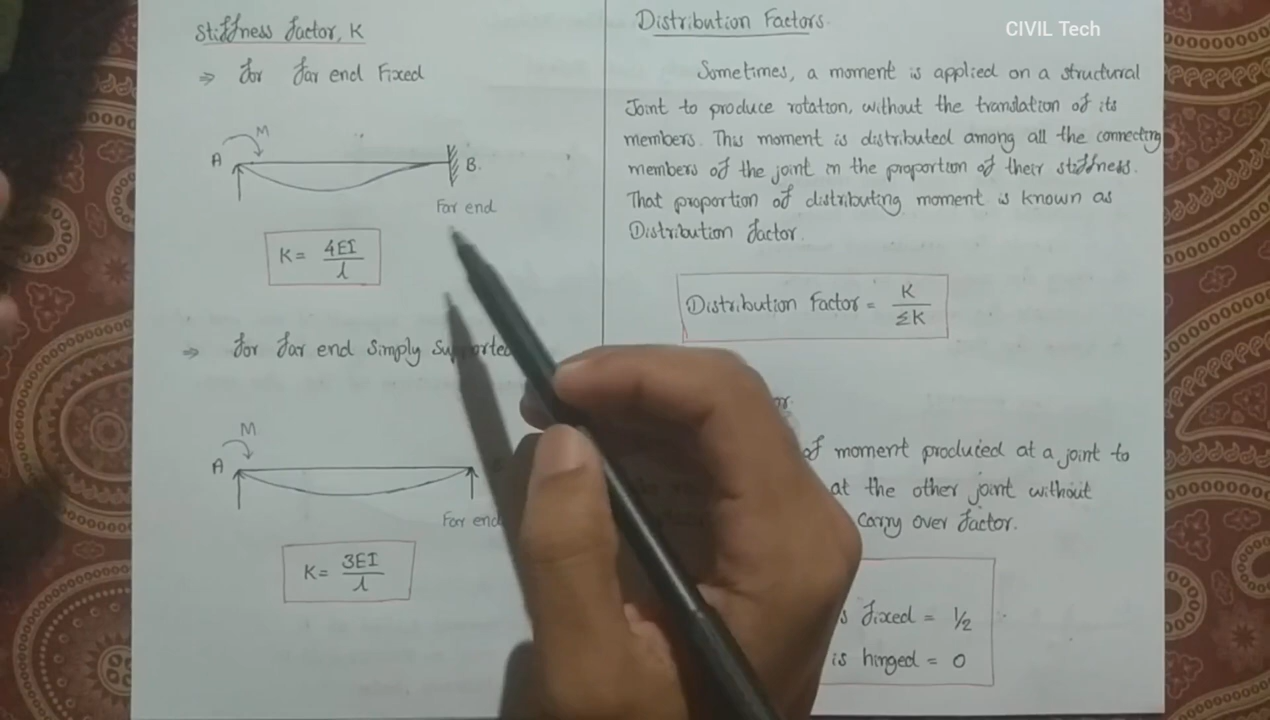 CIVIL Tech
Stiffness factor, K
⇒ for far end Fixed
M
A
B.
Far end
K = 4EI / l
⇒ for far end Simply Supported
M
A
Far end
K = 3EI / l
Distribution Factors.
Sometimes, a moment is applied on a structural
Joint to produce rotation, without the translation of its
members. This moment is distributed among all the connecting
members of the joint in the proportion of their stiffness.
That proportion of distributing moment is known as
Distribution factor.
Distribution Factor = K / ΣK
of moment produced at a joint to
at the other joint without
carry over factor.
fixed = 1/2
is hinged = 0